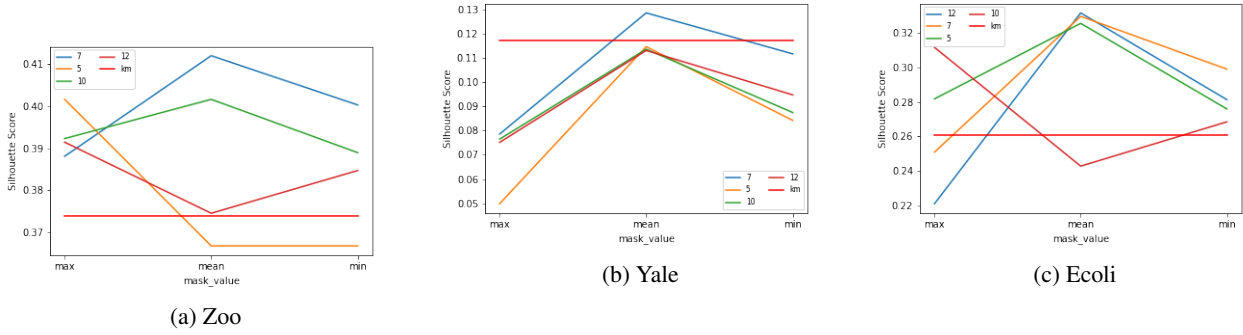 0.41
0.40
0.39
0.38
0.37
Silhouette Score
7
5
10
12
km
max
mean
min
mask_value
(a) Zoo
0.13
0.12
0.11
0.10
0.09
0.08
0.07
0.06
0.05
Silhouette Score
7
5
10
12
km
max
mean
min
mask_value
(b) Yale
0.32
0.30
0.28
0.26
0.24
0.22
Silhouette Score
12
7
5
10
km
max
mean
min
mask_value
(c) Ecoli